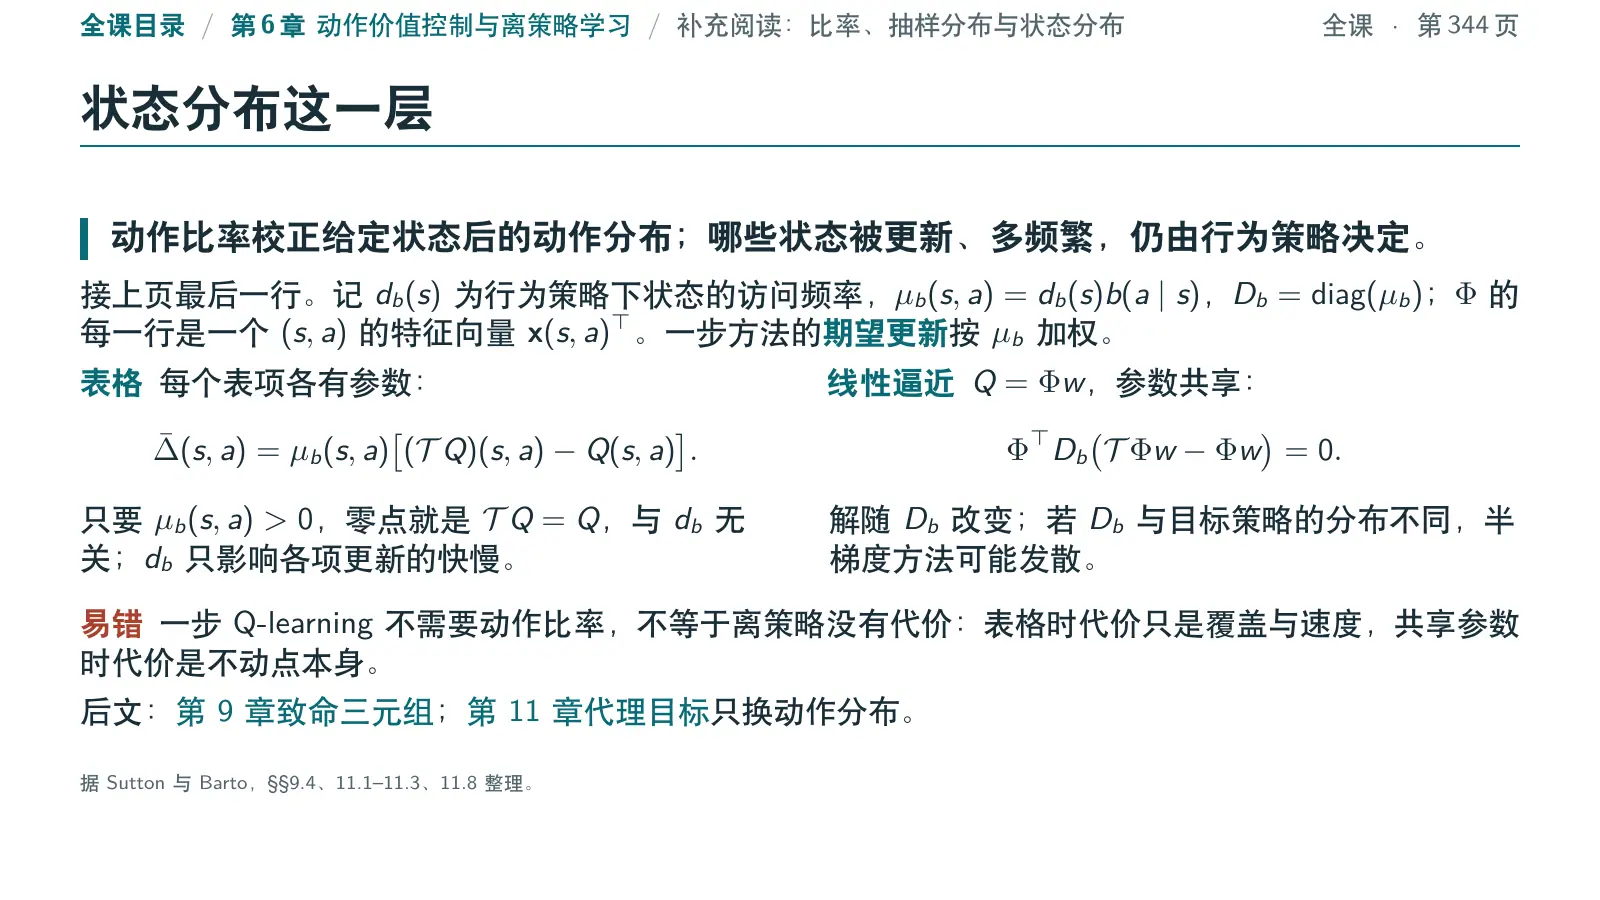 全课目录 / 第 6 章 动作价值控制与离策略学习 / 补充阅读：比率、抽样分布与状态分布 全课 · 第 344 页
状态分布这一层
动作比率校正给定状态后的动作分布；哪些状态被更新、多频繁，仍由行为策略决定。
接上页最后一行。记 d_b(s) 为行为策略下状态的访问频率，μ_b(s, a) = d_b(s)b(a | s)，D_b = diag(μ_b)；Φ 的
每一行是一个 (s, a) 的特征向量 x(s, a)^⊤。一步方法的期望更新按 μ_b 加权。
表格 每个表项各有参数：
Δ̄(s, a) = μ_b(s, a)[(𝒯Q)(s, a) − Q(s, a)].
只要 μ_b(s, a) > 0，零点就是 𝒯Q = Q，与 d_b 无
关；d_b 只影响各项更新的快慢。
线性逼近 Q = Φw，参数共享：
Φ^⊤D_b(𝒯Φw − Φw) = 0.
解随 D_b 改变；若 D_b 与目标策略的分布不同，半
梯度方法可能发散。
易错 一步 Q-learning 不需要动作比率，不等于离策略没有代价：表格时代价只是覆盖与速度，共享参数
时代价是不动点本身。
后文：第 9 章致命三元组；第 11 章代理目标只换动作分布。
据 Sutton 与 Barto，§§9.4、11.1–11.3、11.8 整理。